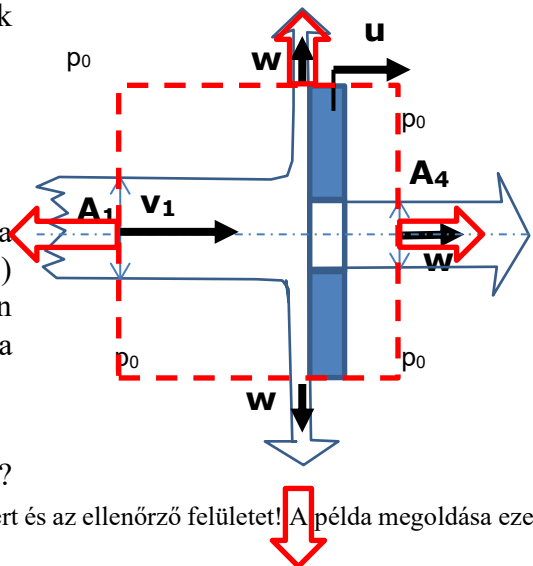 k
p₀
w
u
p₀
A₄
A₁
v₁
a
w
)
n
p₀
p₀
a
w
?
ert és az ellenőrző felületet! A példa megoldása eze